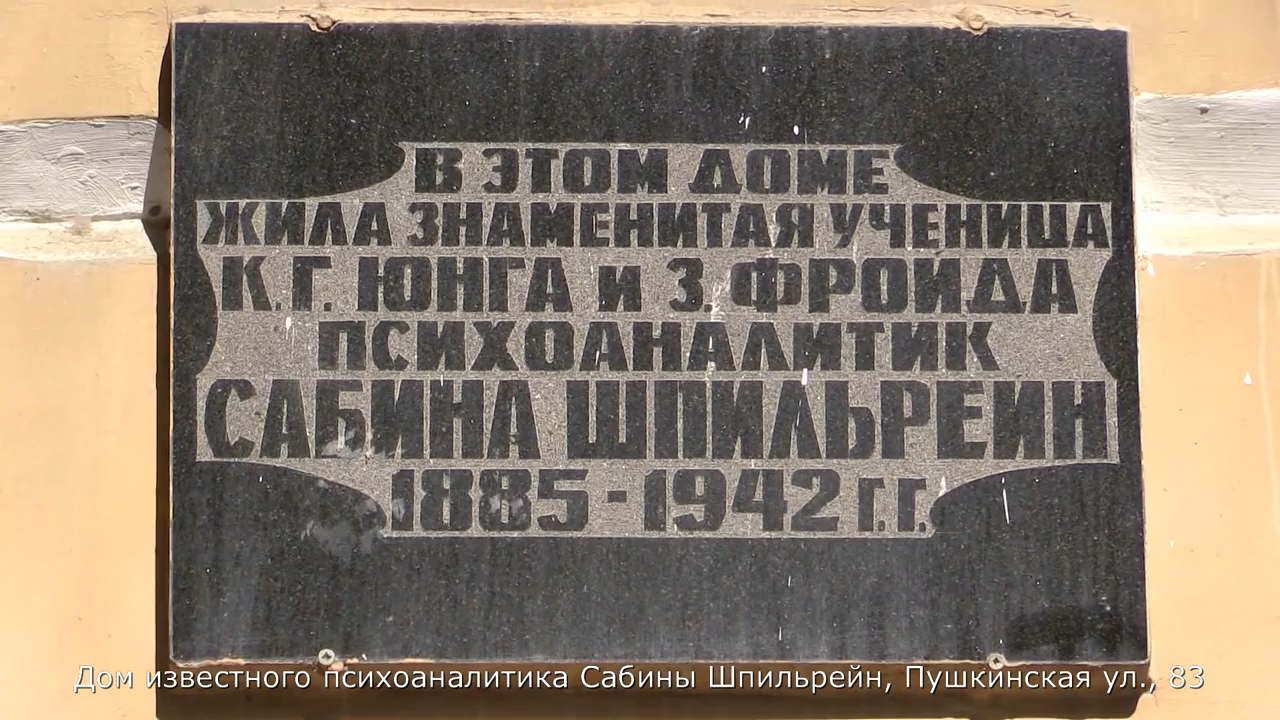 В ЭТОМ ДОМЕ
ЖИЛА ЗНАМЕНИТАЯ УЧЕНИЦА
К.Г. ЮНГА и З. ФРОЙДА
ПСИХОАНАЛИТИК
САБИНА ШПИЛЬРЕИН
1885-1942 Г.Г.
Дом известного психоаналитика Сабины Шпильрейн, Пушкинская ул., 83